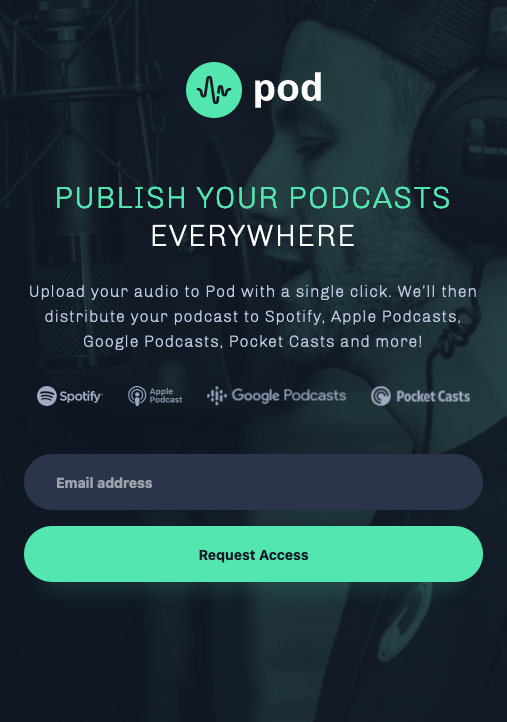 pod
PUBLISH YOUR PODCASTS
EVERYWHERE
Upload your audio to Pod with a single click. We’ll then
distribute your podcast to Spotify, Apple Podcasts,
Google Podcasts, Pocket Casts and more!
Spotify Apple Podcast Google Podcasts Pocket Casts
Email address
Request Access